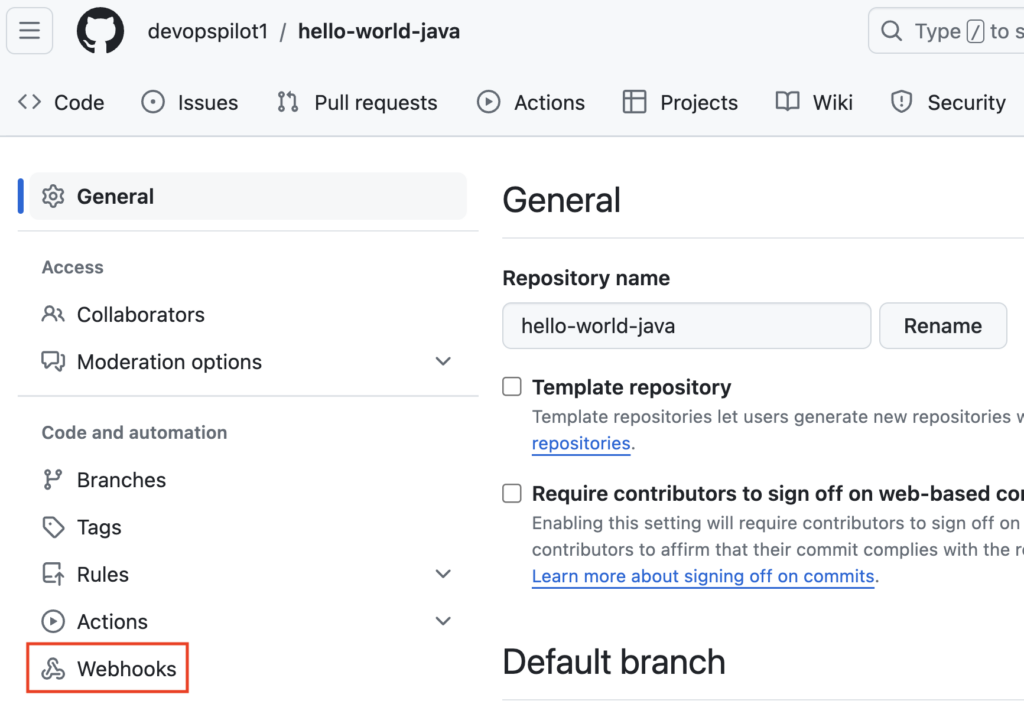 devopspilot1 / hello-world-java
Type / to s
Code Issues Pull requests Actions Projects Wiki Security
General
Access
Collaborators
Moderation options
Code and automation
Branches
Tags
Rules
Actions
Webhooks
General
Repository name
hello-world-java Rename
Template repository
Template repositories let users generate new repositories w
repositories.
Require contributors to sign off on web-based co
Enabling this setting will require contributors to sign off on
contributors to affirm that their commit complies with the r
Learn more about signing off on commits.
Default branch